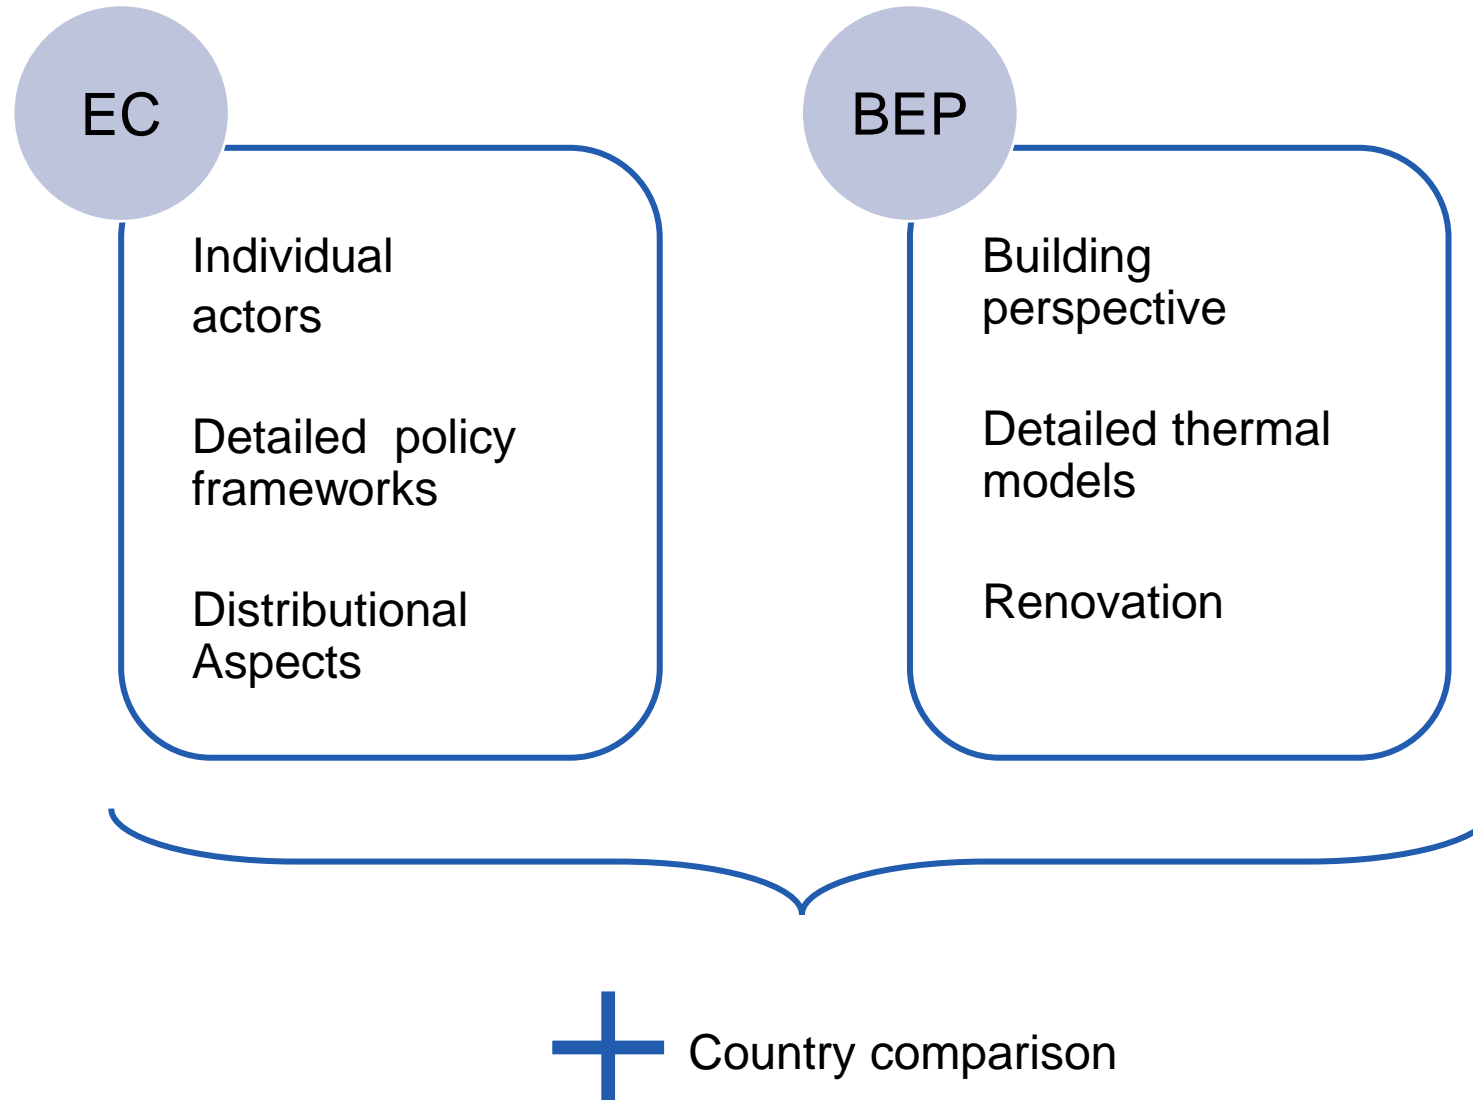 EC
Individual
actors
Detailed  policy
frameworks
Distributional
Aspects
BEP
Building
perspective
Detailed thermal
models
Renovation
Country comparison